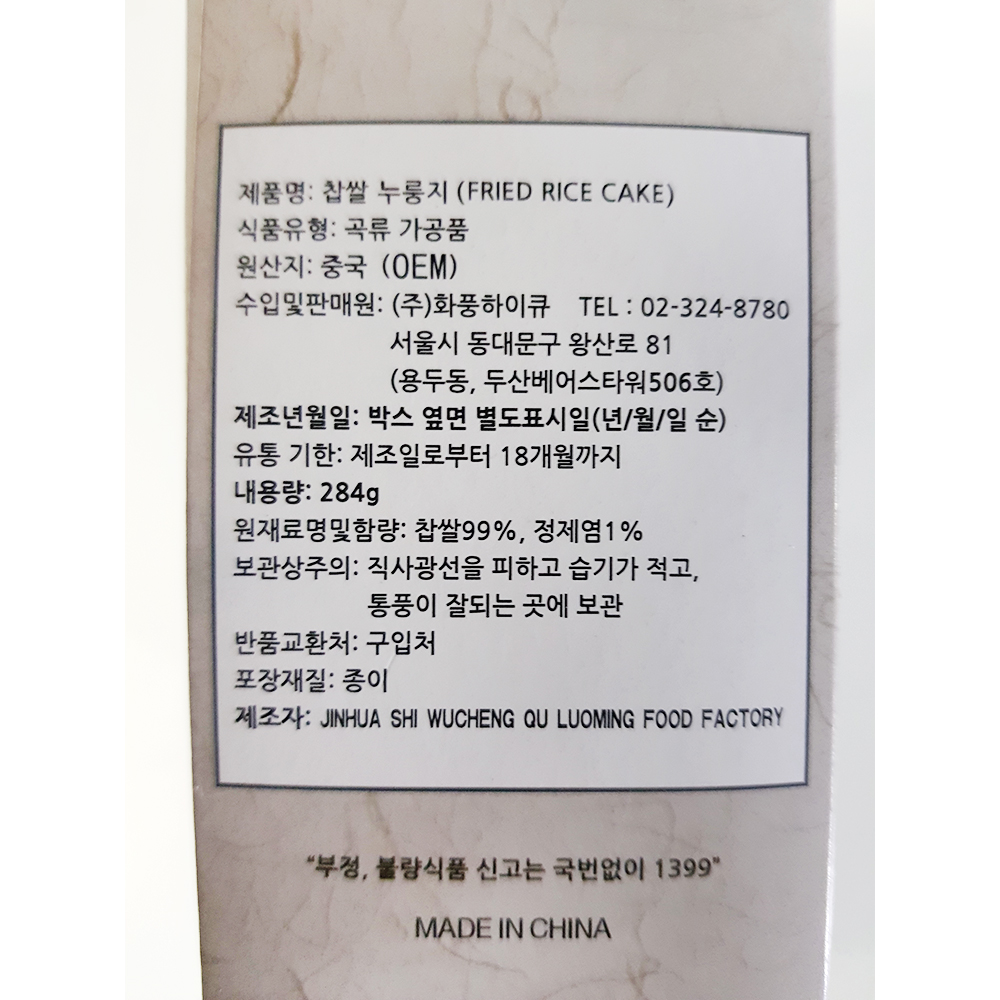 제품명: 찹쌀 누룽지 (FRIED RICE CAKE)
식품유형: 곡류 가공품
원산지: 중국 (OEM)
수입및판매원: (주)화풍하이큐 TEL : 02-324-8780
서울시 동대문구 왕산로 81
(용두동, 두산베어스타워506호)
제조년월일: 박스 옆면 별도표시일(년/월/일 순)
유통 기한: 제조일로부터 18개월까지
내용량: 284g
원재료명및함량: 찹쌀99%, 정제염1%
보관상주의: 직사광선을 피하고 습기가 적고,
통풍이 잘되는 곳에 보관
반품교환처: 구입처
포장재질: 종이
제조자: JINHUA SHI WUCHENG QU LUOMING FOOD FACTORY
“부정, 불량식품 신고는 국번없이 1399”
MADE IN CHINA